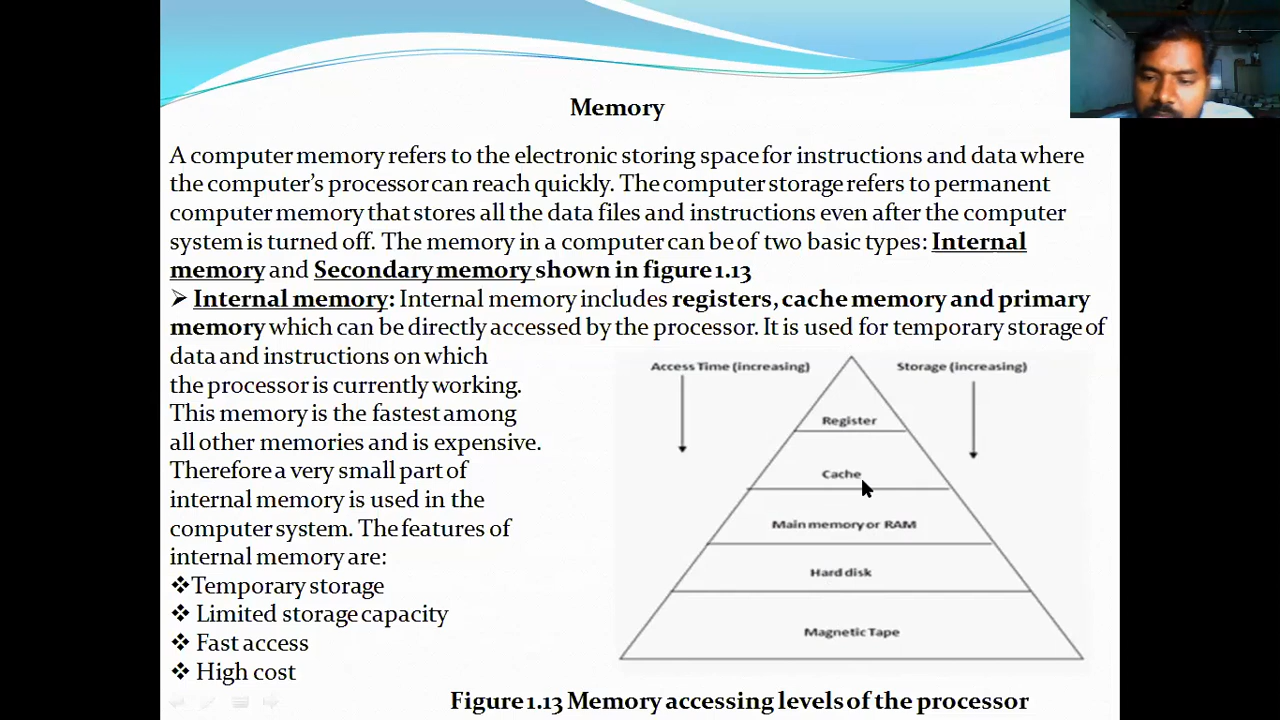 Memory
A computer memory refers to the electronic storing space for instructions and data where
the computer's processor can reach quickly. The computer storage refers to permanent
computer memory that stores all the data files and instructions even after the computer
system is turned off. The memory in a computer can be of two basic types: Internal
memory and Secondary memory shown in figure 1.13
➢ Internal memory: Internal memory includes registers, cache memory and primary
memory which can be directly accessed by the processor. It is used for temporary storage of
data and instructions on which
the processor is currently working.
This memory is the fastest among
all other memories and is expensive.
Therefore a very small part of
internal memory is used in the
computer system. The features of
internal memory are:
❖Temporary storage
❖ Limited storage capacity
❖ Fast access
❖ High cost
Access Time (increasing)
Storage (increasing)
Register
Cache
Main memory or RAM
Hard disk
Magnetic Tape
Figure 1.13 Memory accessing levels of the processor